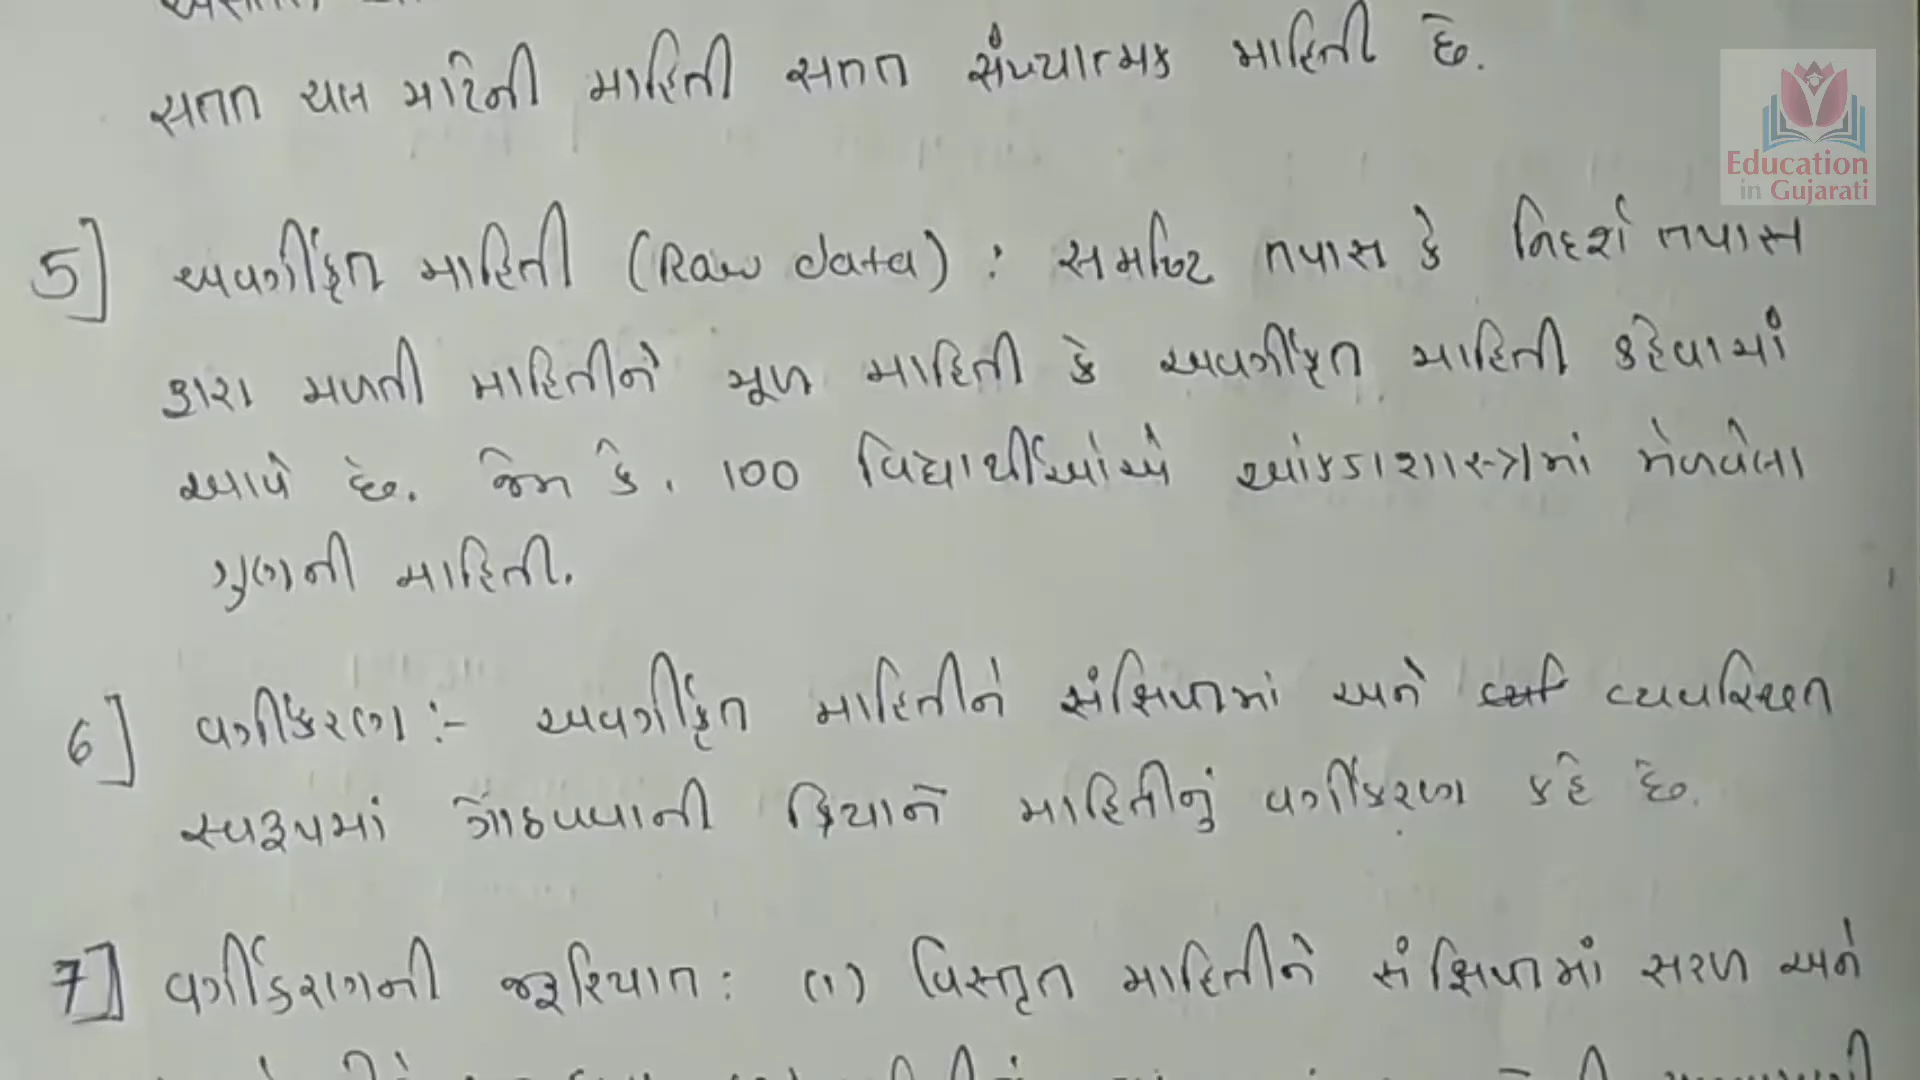 સતત ચલ માટેની માહિતી સતત સંખ્યાત્મક માહિતી છે.
Education
in Gujarati
5] અવર્ગીકૃત માહિતી (Raw data) : સમષ્ટિ તપાસ કે નિદર્શ તપાસ
દ્વારા મળતી માહિતીને મૂળ માહિતી કે અવર્ગીકૃત માહિતી કહેવામાં
આવે છે. જેમ કે, 100 વિદ્યાર્થીઓએ આંકડાશાસ્ત્રમાં મેળવેલા
ગુણની માહિતી.
6] વર્ગીકરણ :- અવર્ગીકૃત માહિતીને સંક્ષિપ્તમાં અને વ્યવસ્થિત
સ્વરૂપમાં ગોઠવવાની ક્રિયાને માહિતીનું વર્ગીકરણ કહે છે.
7] વર્ગીકરણની જરૂરિયાત : (૧) વિસ્તૃત માહિતીને સંક્ષિપ્તમાં સરળ અને